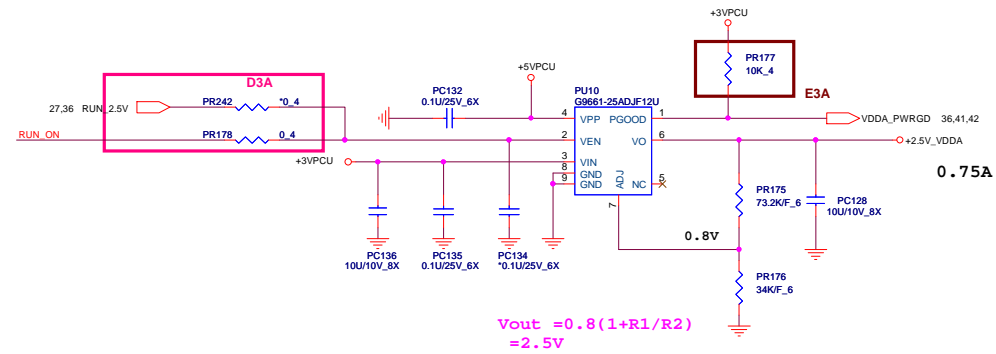 +3VPCU
PR177
10K_4
E3A
D3A
+5VPCU
PC132
0.1U/25V_6X
PU10
G9661-25ADJF12U
27,36 RUN_2.5V
PR242
*0_4
4
VPP
PGOOD
1
VDDA_PWRGD 36,41,42
RUN_ON
PR178
0_4
2
VEN
VO
6
+2.5V_VDDA
+3VPCU
3
VIN
8
GND
9
GND
ADJ
NC
5
7
0.75A
PR175
73.2K/F_6
PC128
10U/10V_8X
0.8V
PC136
10U/10V_8X
PC135
0.1U/25V_6X
PC134
*0.1U/25V_6X
PR176
34K/F_6
Vout =0.8(1+R1/R2)
=2.5V